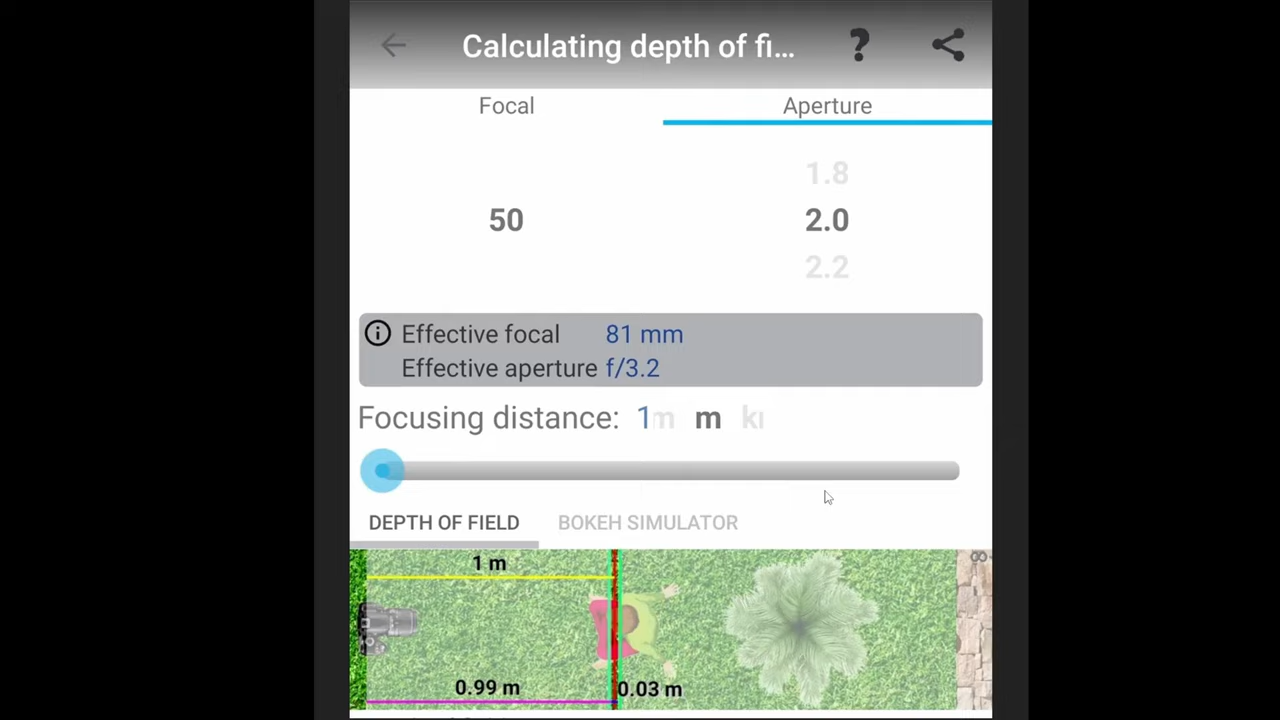 Calculating depth of fi... ?
Focal Aperture
1.8
50 2.0
2.2
Effective focal 81 mm
Effective aperture f/3.2
Focusing distance: 1 m m
DEPTH OF FIELD BOKEH SIMULATOR
1 m ∞
0.99 m 0.03 m